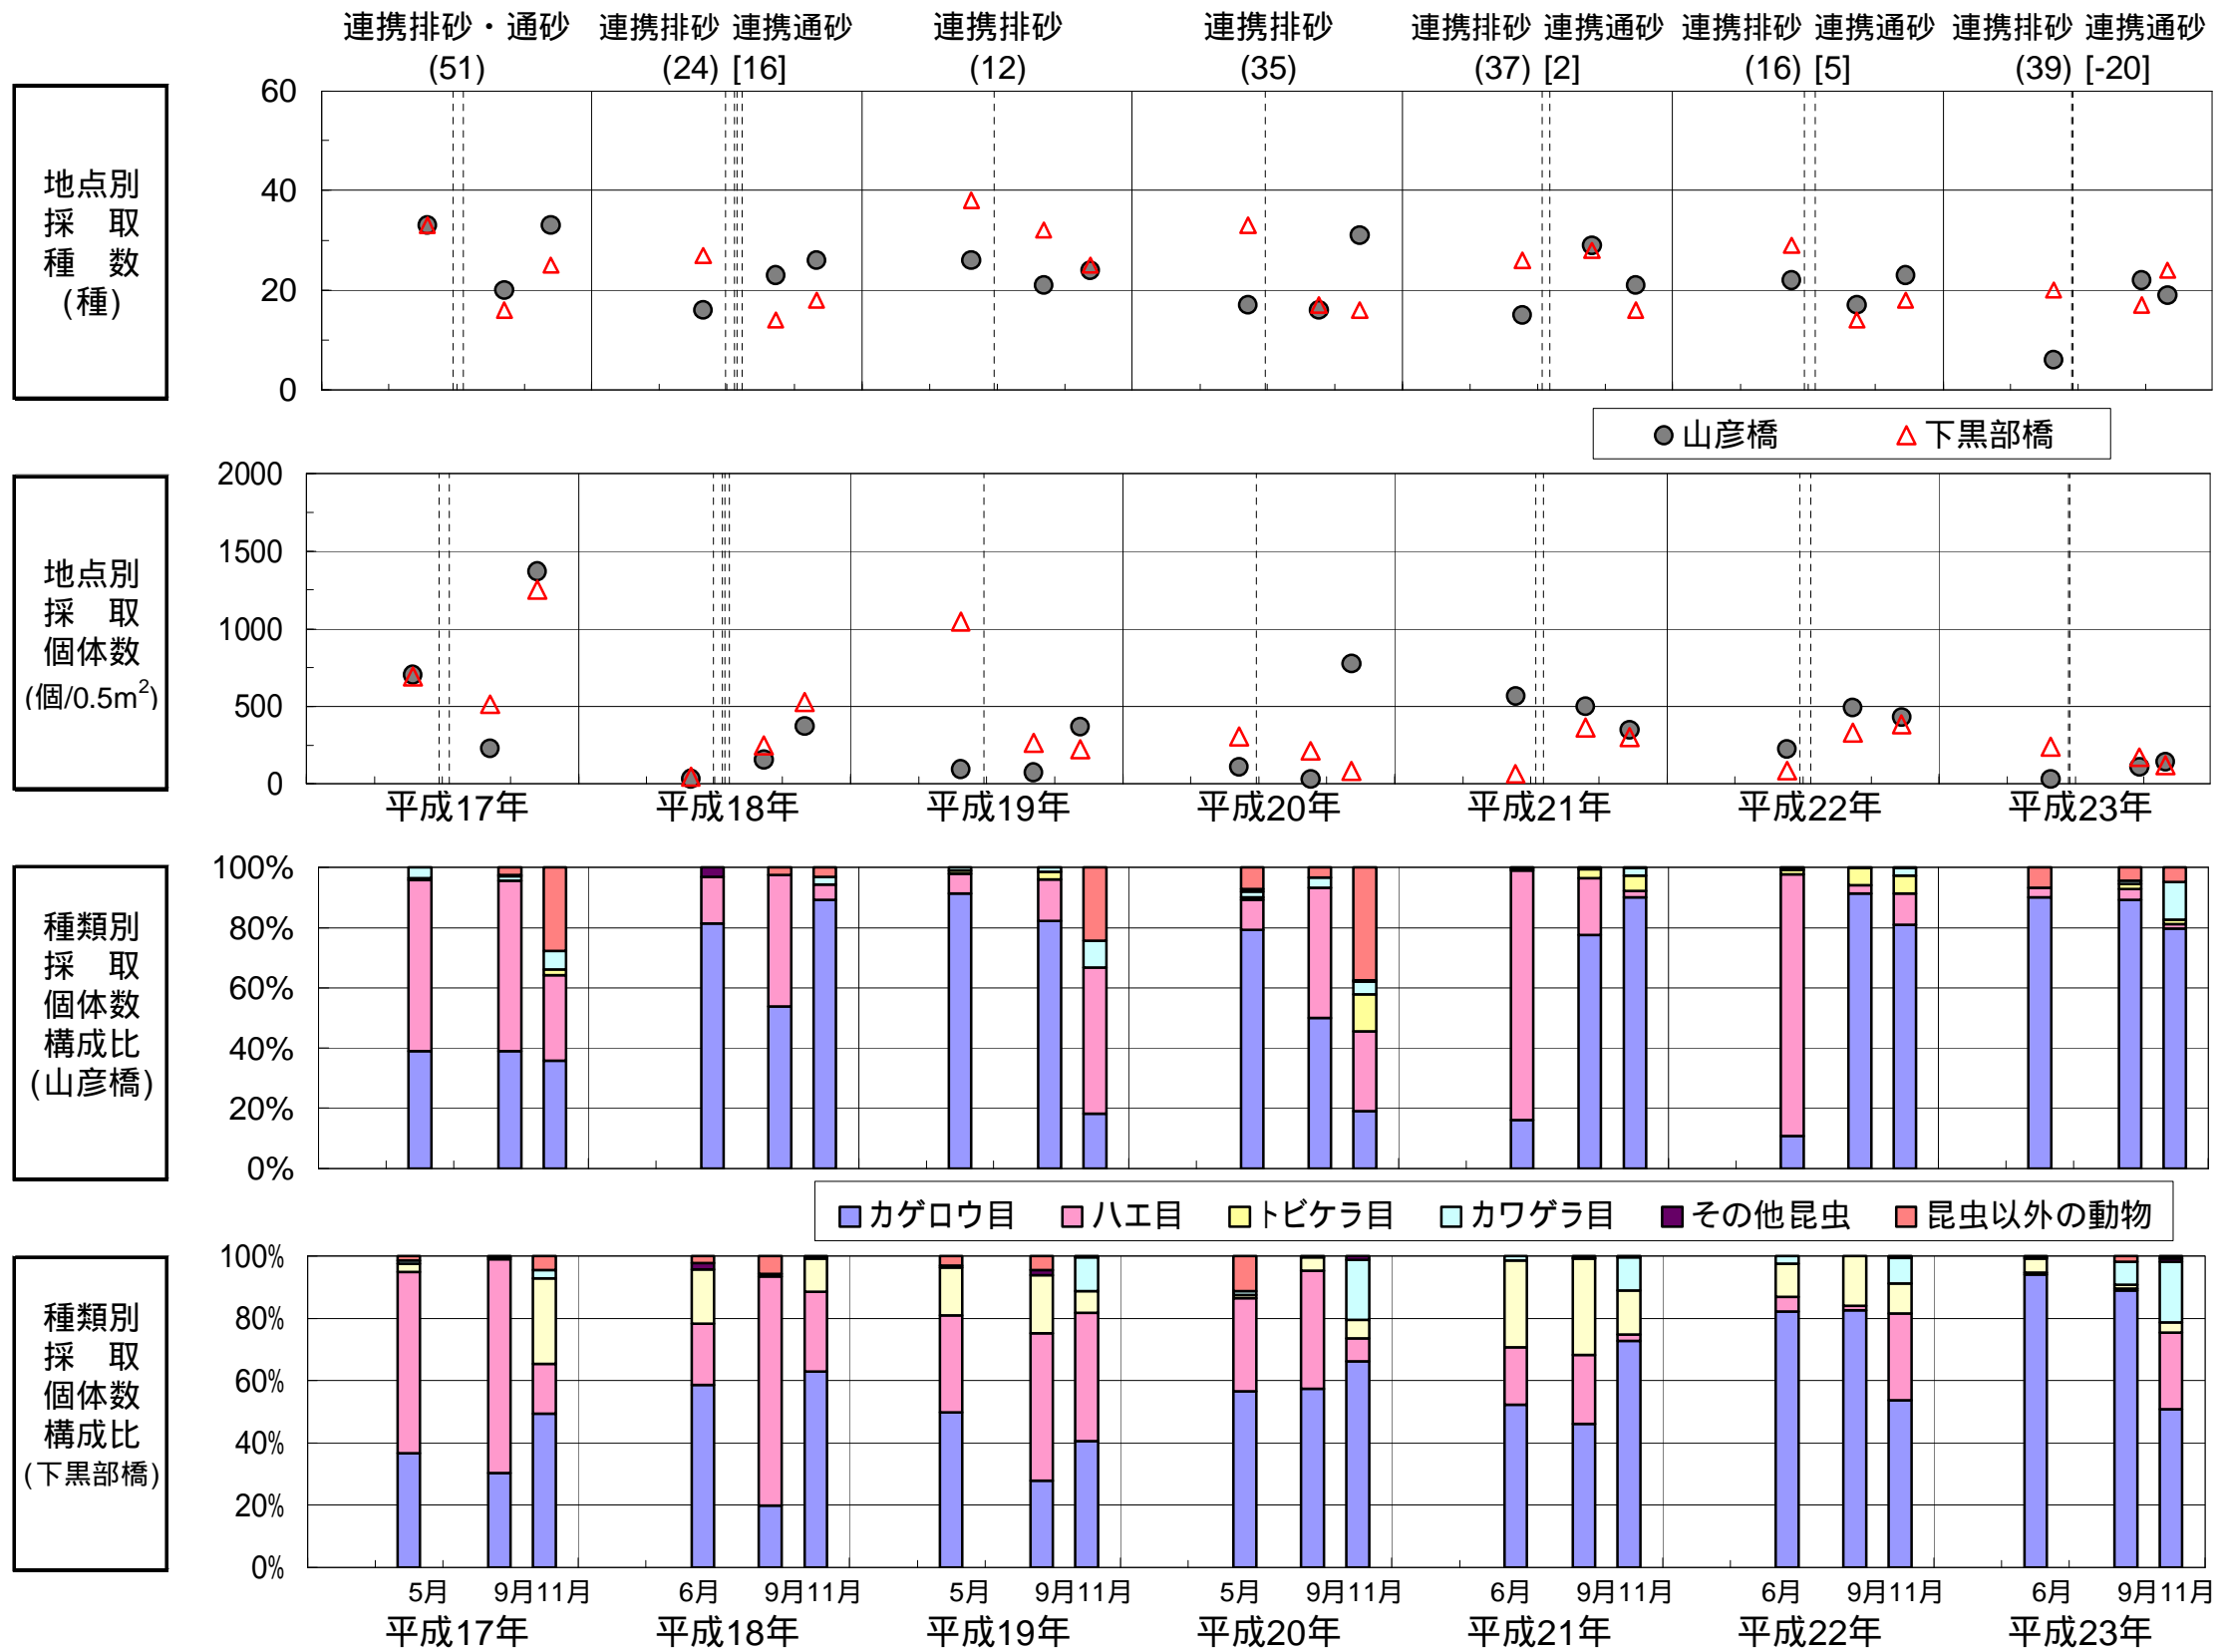 連携排砂・通砂 連携排砂 連携通砂 連携排砂 連携排砂 連携排砂 連携通砂 連携排砂 連携通砂 連携排砂 連携通砂
(51) (24) [16] (12) (35) (37) [2] (16) [5] (39) [-20]
地点別
採 取
種 数
(種)
60
40
20
0
山彦橋 下黒部橋
地点別
採 取
個体数
(個/0.5m²)
2000
1500
1000
500
0
平成17年 平成18年 平成19年 平成20年 平成21年 平成22年 平成23年
種類別
採 取
個体数
構成比
(山彦橋)
100%
80%
60%
40%
20%
0%
カゲロウ目 ハエ目 トビケラ目 カワゲラ目 その他昆虫 昆虫以外の動物
種類別
採 取
個体数
構成比
(下黒部橋)
100%
80%
60%
40%
20%
0%
5月 9月11月 6月 9月11月 5月 9月11月 5月 9月11月 6月 9月11月 6月 9月11月 6月 9月11月
平成17年 平成18年 平成19年 平成20年 平成21年 平成22年 平成23年